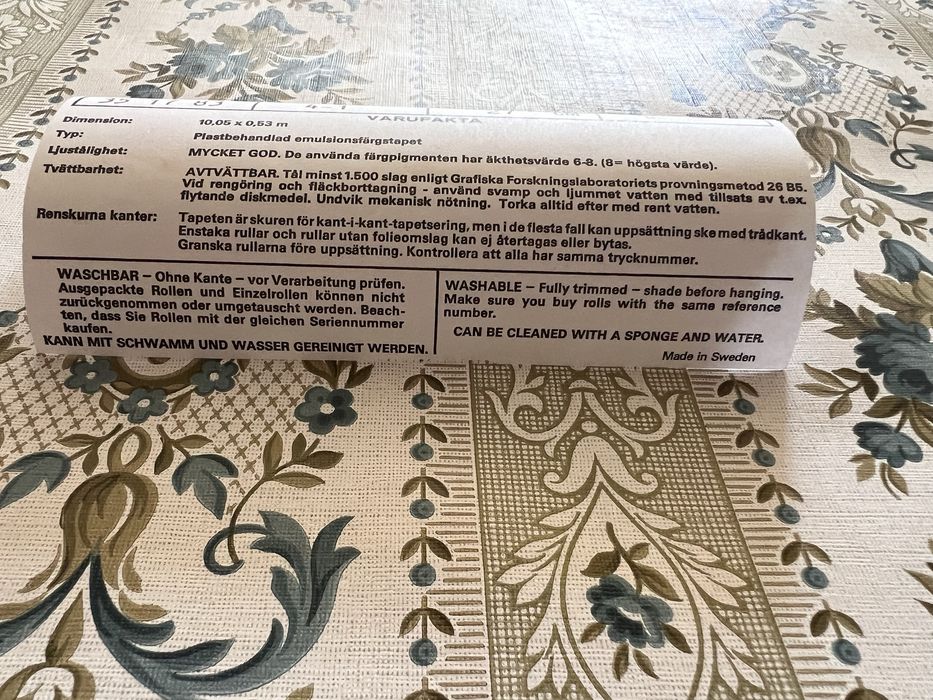 VARUFAKTA
Dimension: 10,05 x 0,53 m
Typ: Plastbehandlad emulsionsfärgstapet
Ljustålighet: MYCKET GOD. De använda färgpigmenten har äkthetsvärde 6-8. (8= högsta värde).
Tvättbarhet: AVTVÄTTBAR. Tål minst 1.500 slag enligt Grafiska Forskningslaboratoriets provningsmetod 26 B5.
Vid rengöring och fläckborttagning - använd svamp och ljummet vatten med tillsats av t.ex.
flytande diskmedel. Undvik mekanisk nötning. Torka alltid efter med rent vatten.
Renskurna kanter: Tapeten är skuren för kant-i-kant-tapetsering, men i de flesta fall kan uppsättning ske med trådkant.
Enstaka rullar och rullar utan folieomslag kan ej återtagas eller bytas.
Granska rullarna före uppsättning. Kontrollera att alla har samma trycknummer.
WASCHBAR – Ohne Kante – vor Verarbeitung prüfen.
Ausgepackte Rollen und Einzelrollen können nicht
zurückgenommen oder umgetauscht werden. Beach-
ten, dass Sie Rollen mit der gleichen Seriennummer
kaufen.
KANN MIT SCHWAMM UND WASSER GEREINIGT WERDEN.
WASHABLE – Fully trimmed – shade before hanging.
Make sure you buy rolls with the same reference
number.
CAN BE CLEANED WITH A SPONGE AND WATER.
Made in Sweden